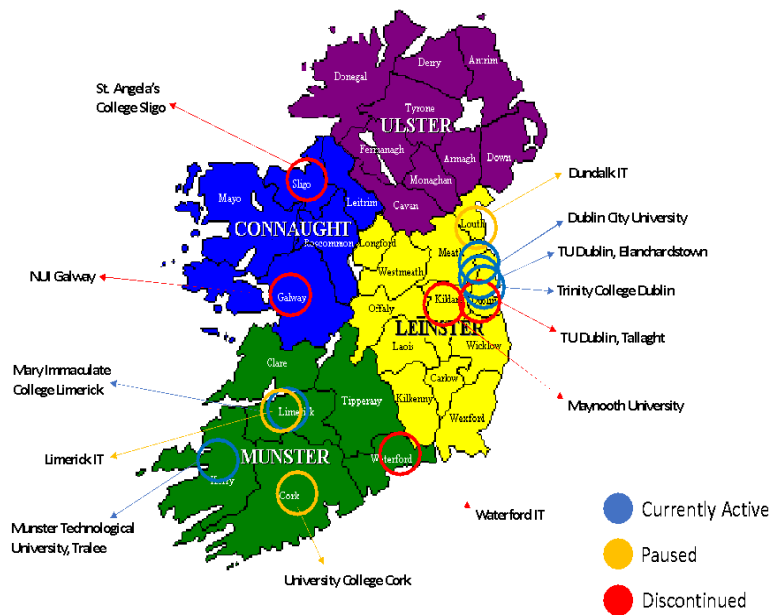 St. Angela's
College Sligo
Donegal
Derry
Antrim
Tyrone
ULSTER
Fermanagh
Armagh
Down
Monaghan
Cavan
Sligo
Leitrim
Mayo
CONNAUGHT
Roscommon
Galway
NUI Galway
Longford
Louth
Meath
Westmeath
Offaly
Kildare
LEINSTER
Laois
Wicklow
Carlow
Kilkenny
Wexford
Dundalk IT
Dublin City University
TU Dublin, Blanchardstown
Trinity College Dublin
TU Dublin, Tallaght
Maynooth University
Clare
Limerick
Tipperary
MUNSTER
Kerry
Cork
Waterford
Mary Immaculate
College Limerick
Limerick IT
Munster Technological
University, Tralee
University College Cork
Waterford IT
Currently Active
Paused
Discontinued